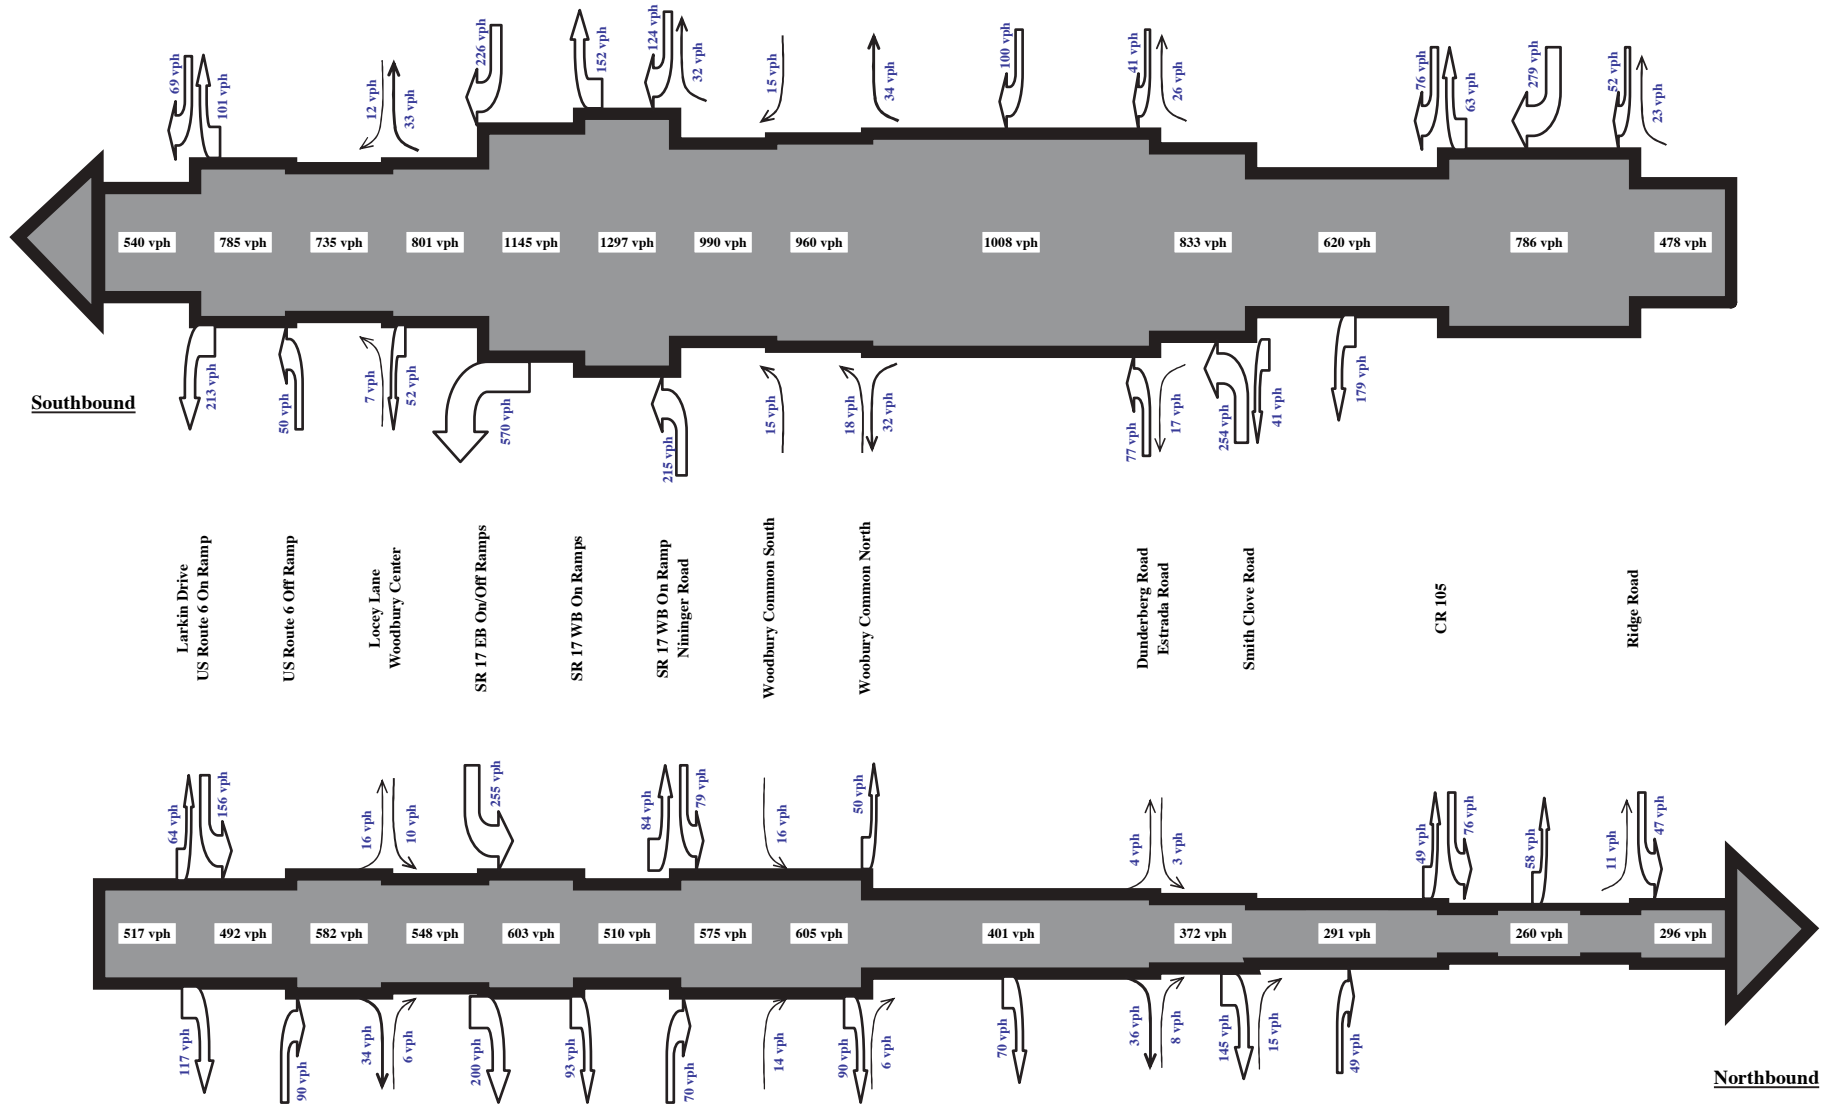 69 vph
101 vph
12 vph
33 vph
226 vph
152 vph
124 vph
32 vph
15 vph
34 vph
100 vph
41 vph
26 vph
76 vph
63 vph
279 vph
52 vph
23 vph
540 vph
785 vph
735 vph
801 vph
1145 vph
1297 vph
990 vph
960 vph
1008 vph
833 vph
620 vph
786 vph
478 vph
213 vph
50 vph
7 vph
52 vph
570 vph
215 vph
15 vph
18 vph
32 vph
77 vph
17 vph
254 vph
41 vph
179 vph
Southbound
Larkin Drive
US Route 6 On Ramp
US Route 6 Off Ramp
Locey Lane
Woodbury Center
SR 17 EB On/Off Ramps
SR 17 WB On Ramps
SR 17 WB On Ramp
Nininger Road
Woodbury Common South
Woobury Common North
Dunderberg Road
Estrada Road
Smith Clove Road
CR 105
Ridge Road
64 vph
156 vph
16 vph
10 vph
255 vph
84 vph
79 vph
16 vph
50 vph
4 vph
3 vph
49 vph
76 vph
58 vph
11 vph
47 vph
517 vph
492 vph
582 vph
548 vph
603 vph
510 vph
575 vph
605 vph
401 vph
372 vph
291 vph
260 vph
296 vph
117 vph
90 vph
34 vph
6 vph
200 vph
93 vph
70 vph
14 vph
90 vph
6 vph
70 vph
36 vph
8 vph
145 vph
15 vph
49 vph
Northbound